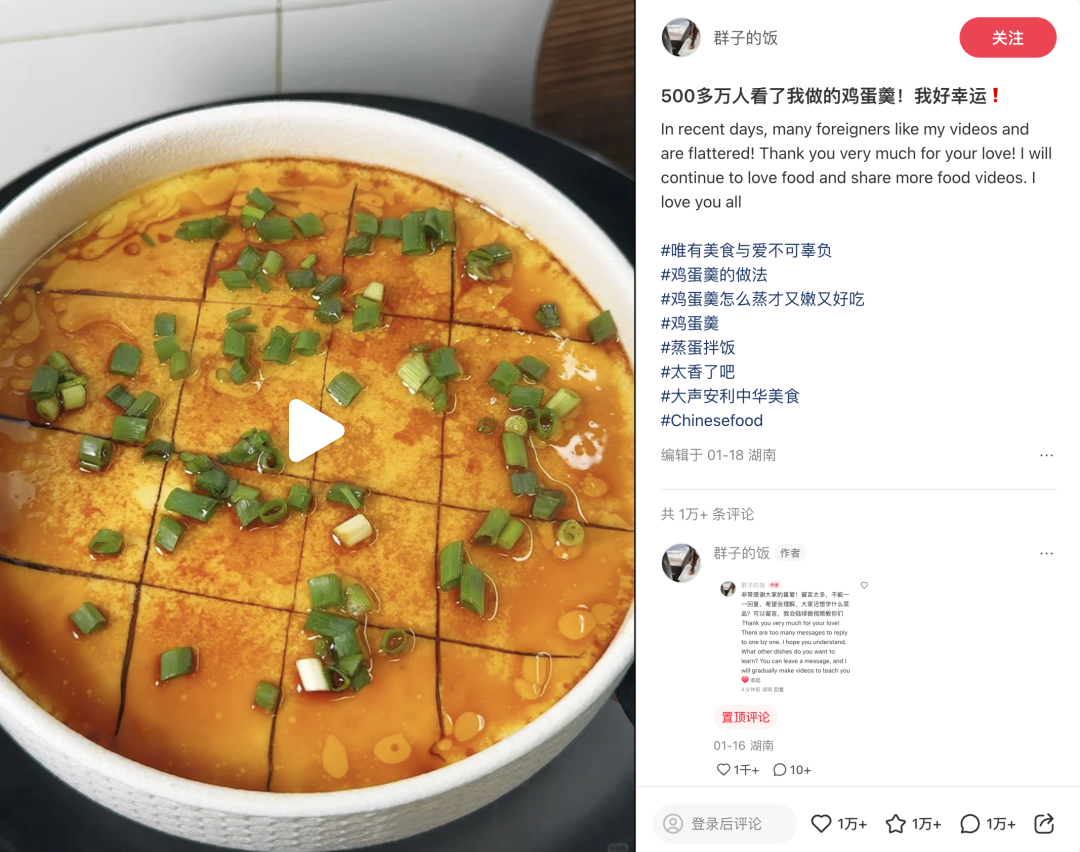 群子的饭
关注
500多万人看了我做的鸡蛋羹！我好幸运❗
In recent days, many foreigners like my videos and
are flattered! Thank you very much for your love! I will
continue to love food and share more food videos. I
love you all
#唯有美食与爱不可辜负
#鸡蛋羹的做法
#鸡蛋羹怎么蒸才又嫩又好吃
#鸡蛋羹
#蒸蛋拌饭
#太香了吧
#大声安利中华美食
#Chinesefood
编辑于 01-18 湖南
共 1万+ 条评论
群子的饭 作者
群子的饭 作者
非常感谢大家的喜爱！留言太多，不能一
一回复，希望合理解，大家还想学什么菜
品？可以留言，我会陆续做视频教你们
Thank you very much for your love!
There are too many messages to reply
to one by one. I hope you understand.
What other dishes do you want to
learn? You can leave a message, and I
will gradually make videos to teach you
❤️收起
4分钟前 湖南 回复
置顶评论
01-16 湖南
1千+ 10+
登录后评论 1万+ 1万+ 1万+